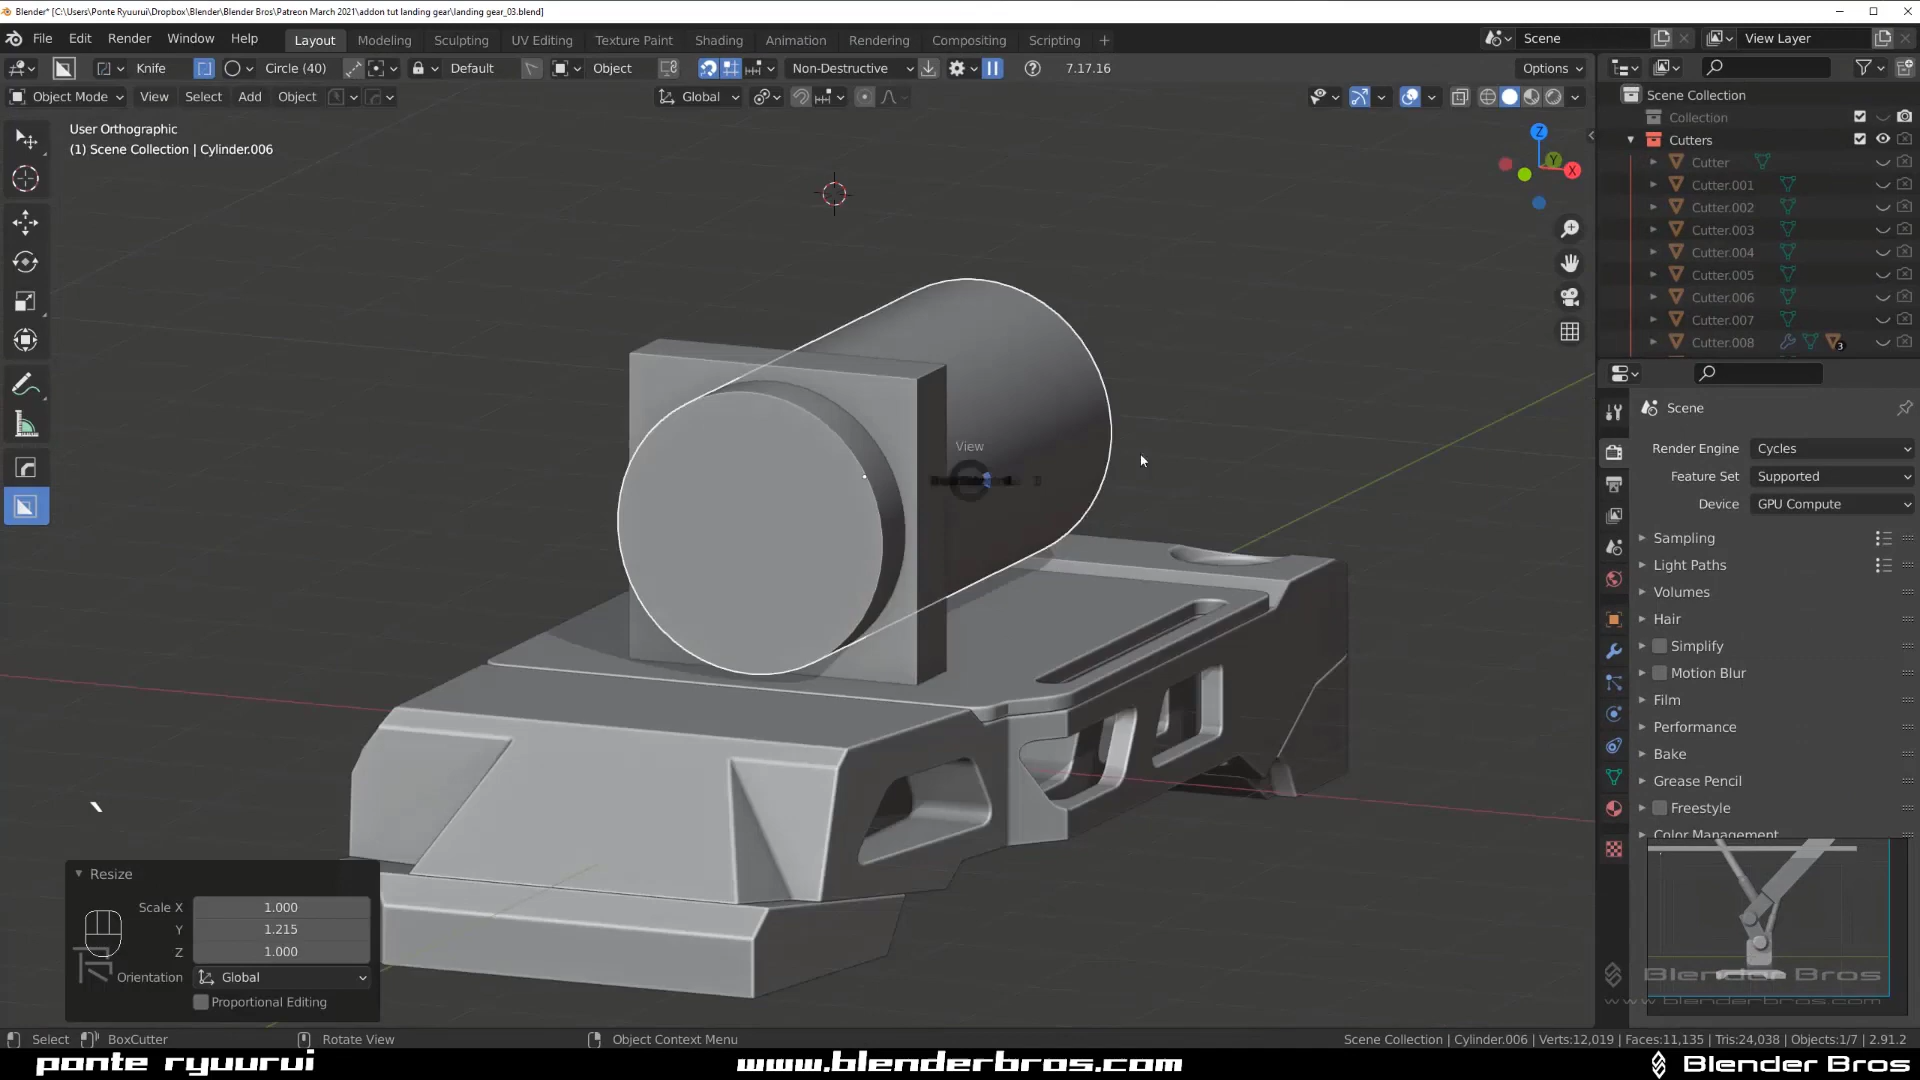 Blender* [C:\Users\Ponte Ryuurui\Dropbox\Blender\Blender Bros\Patreon March 2021\addon tut landing gear\landing gear_03.blend]
File Edit Render Window Help Layout Modeling Sculpting UV Editing Texture Paint Shading Animation Rendering Compositing Scripting + Scene View Layer
Knife Circle (40) Default Object Non-Destructive 7.17.16 Options
Object Mode View Select Add Object Global
User Orthographic
(1) Scene Collection | Cylinder.006
Z
Y
X
View
Scene Collection
Collection
Cutters
Cutter
Cutter.001
Cutter.002
Cutter.003
Cutter.004
Cutter.005
Cutter.006
Cutter.007
Cutter.008 3
Scene
Render Engine Cycles
Feature Set Supported
Device GPU Compute
Sampling
Light Paths
Volumes
Hair
Simplify
Motion Blur
Film
Performance
Bake
Grease Pencil
Freestyle
Color Management
Resize
Scale X 1.000
Y 1.215
Z 1.000
Orientation Global
Proportional Editing
Blender Bros
www.blenderbros.com
Select BoxCutter Rotate View Object Context Menu Scene Collection | Cylinder.006 | Verts:12,019 | Faces:11,135 | Tris:24,038 | Objects:1/7 | 2.91.2
ponte ryuurui www.blenderbros.com Blender Bros